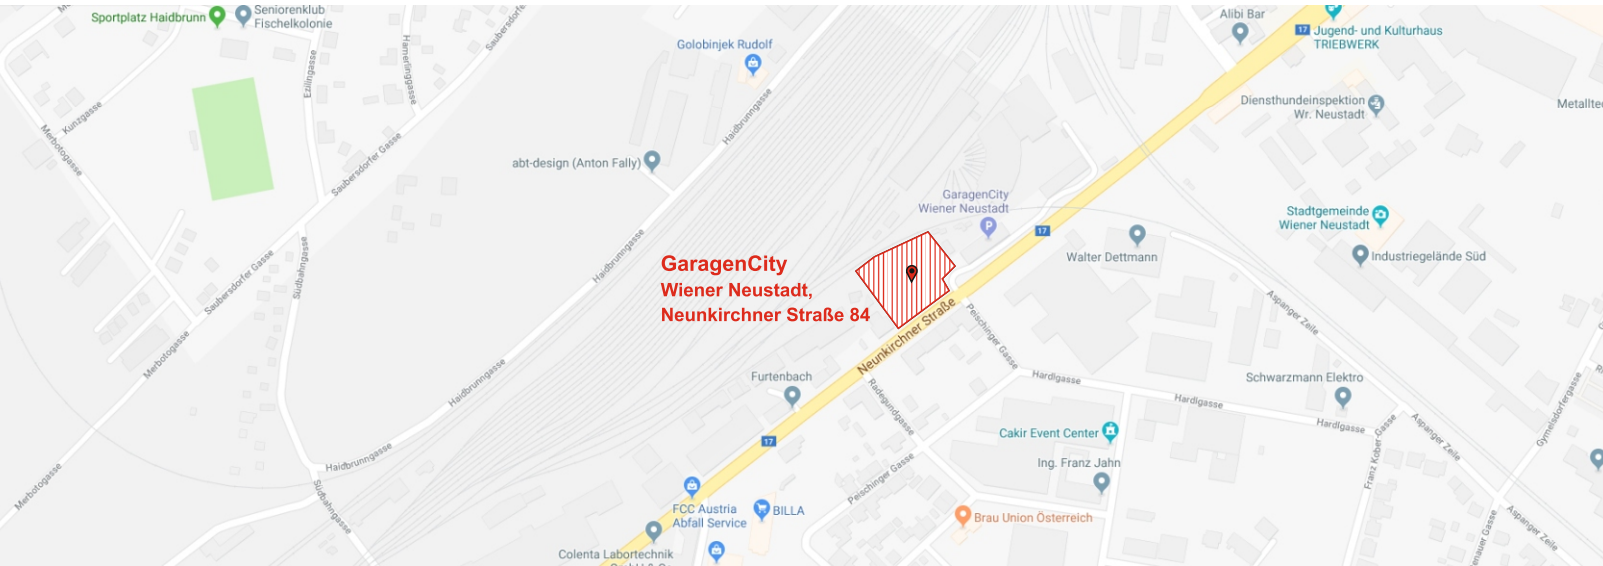 Sportplatz Haidbrunn
Seniorenklub
Fischelkolonie
Alibi Bar
17
Jugend- und Kulturhaus
TRIEBWERK
Golobinjek Rudolf
Ezilingasse
Hamerlinggasse
Saubersdorfer
Kunzgasse
Merbotogasse
Saubersdorfer Gasse
Haidbrunngasse
Diensthundeinspektion
Wr. Neustadt
Metallte
abt-design (Anton Fally)
GaragenCity
Wiener Neustadt
P
17
Stadtgemeinde
Wiener Neustadt
Walter Dettmann
Industriegelände Süd
Haidbrunngasse
Saubersdorfer Gasse
Südbahngasse
GaragenCity
Wiener Neustadt,
Neunkirchner Straße 84
Neunkirchner Straße
Peischinger Gasse
Aspanger Zeile
Merbotogasse
Haidbrunngasse
Furtenbach
Radegundgasse
Hardlgasse
Hardlgasse
Hardlgasse
Schwarzmann Elektro
Gymelsdorfergasse
Aspanger Zeile
Franz Kober Gasse
17
Cakir Event Center
Ing. Franz Jahn
Haidbrunngasse
Merbotogasse
Südbahngasse
Peischinger Gasse
FCC Austria
Abfall Service
BILLA
Brau Union Österreich
Aspanger Zeile
enauer Gasse
Colenta Labortechnik